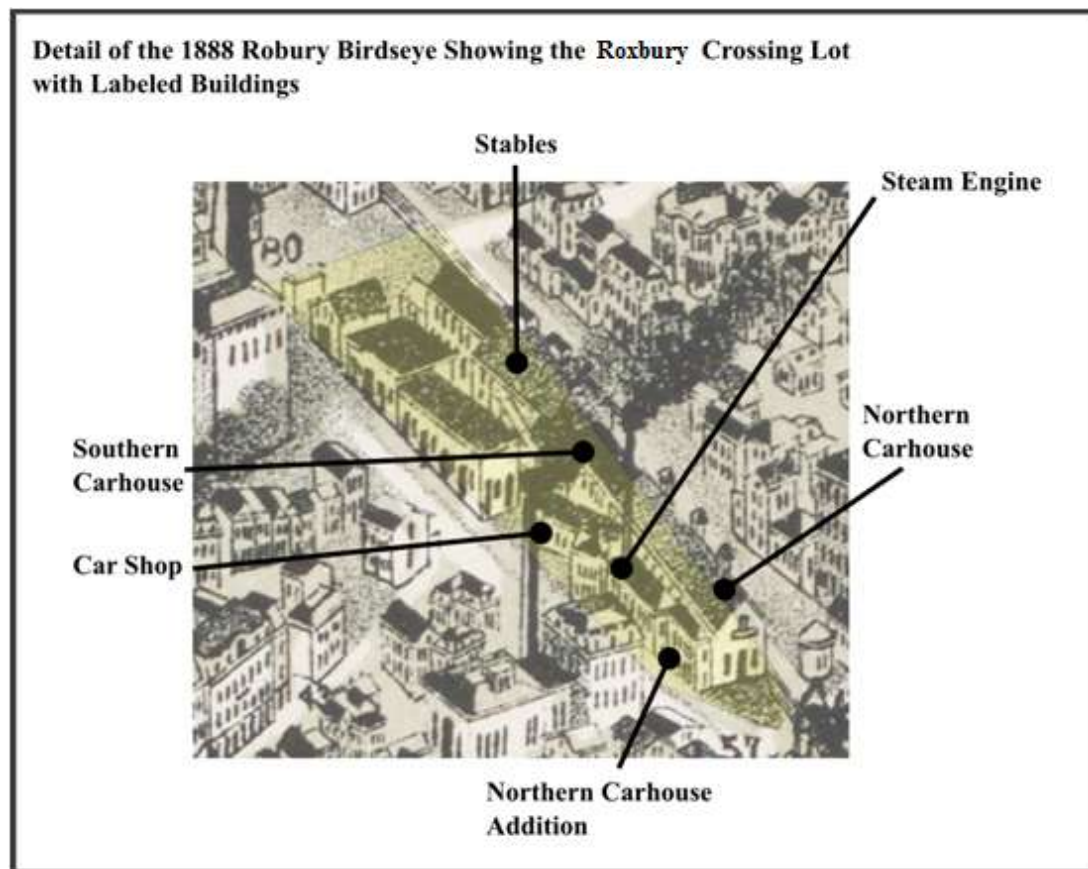 Detail of the 1888 Robury Birdseye Showing the Roxbury Crossing Lot
with Labeled Buildings
Stables
Steam Engine
80
Northern
Carhouse
Southern
Carhouse
Car Shop
57
Northern Carhouse
Addition